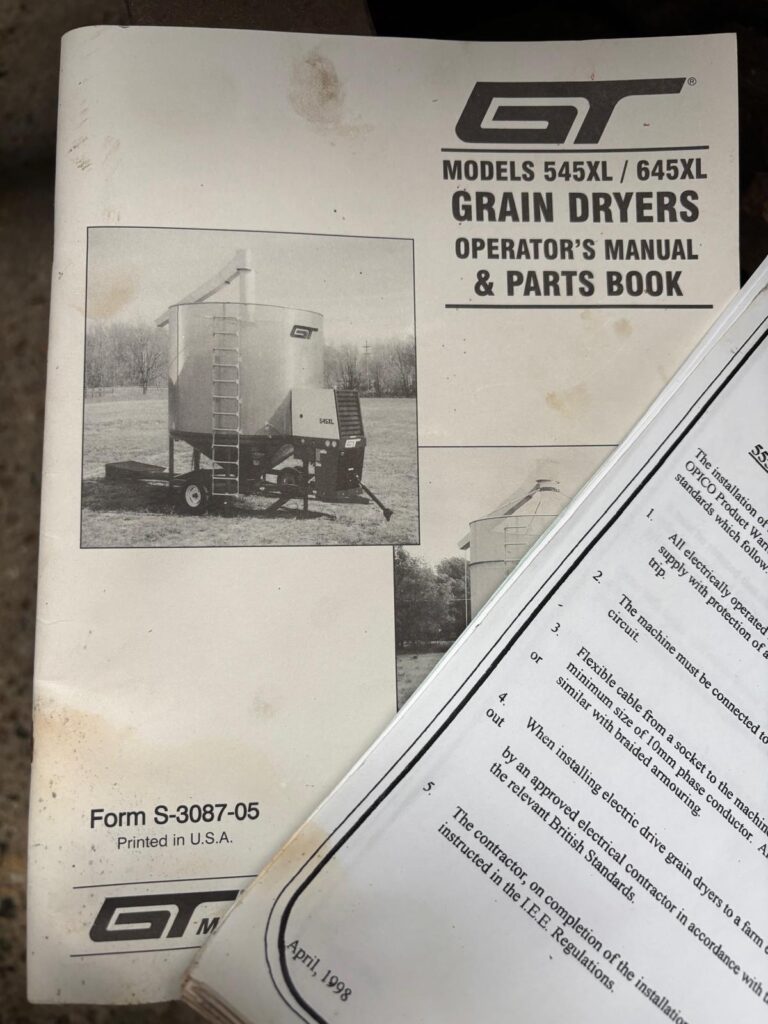 GT®
MODELS 545XL / 645XL
GRAIN DRYERS
OPERATOR'S MANUAL
& PARTS BOOK
GT
545XL
GT
Form S-3087-05
Printed in U.S.A.
GT M
The installation of
OPICO Product
standards which follow.
1. All electrically operated
supply with protection of a
trip.
2. The machine must be connected to
circuit.
3. Flexible cable from a socket to the machine
or minimum size of 10mm phase conductor.
similar with braided armouring.
4. When installing electric drive grain dryers to a farm
out by an approved electrical contractor in accordance with
the relevant British Standards.
5. The contractor, on completion of the installation
instructed in the I.E.E. Regulations.
April, 1998